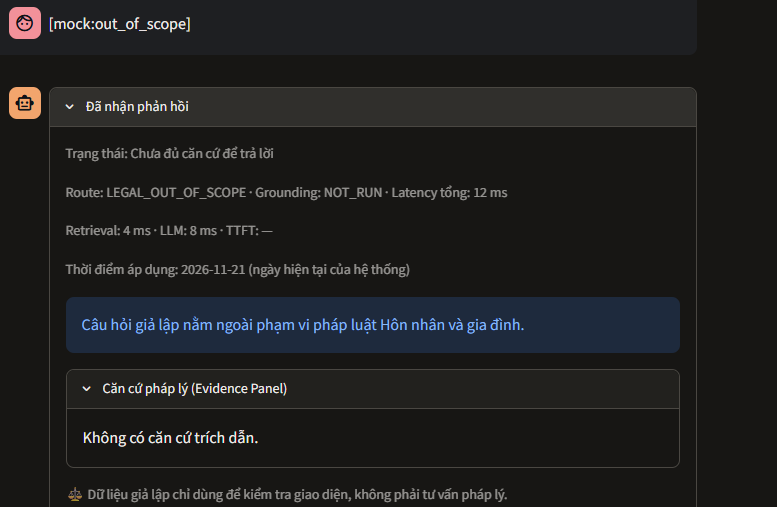 [mock:out_of_scope]
Đã nhận phản hồi
Trạng thái: Chưa đủ căn cứ để trả lời
Route: LEGAL_OUT_OF_SCOPE · Grounding: NOT_RUN · Latency tổng: 12 ms
Retrieval: 4 ms · LLM: 8 ms · TTFT: —
Thời điểm áp dụng: 2026-11-21 (ngày hiện tại của hệ thống)
Câu hỏi giả lập nằm ngoài phạm vi pháp luật Hôn nhân và gia đình.
Căn cứ pháp lý (Evidence Panel)
Không có căn cứ trích dẫn.
⚖️ Dữ liệu giả lập chỉ dùng để kiểm tra giao diện, không phải tư vấn pháp lý.